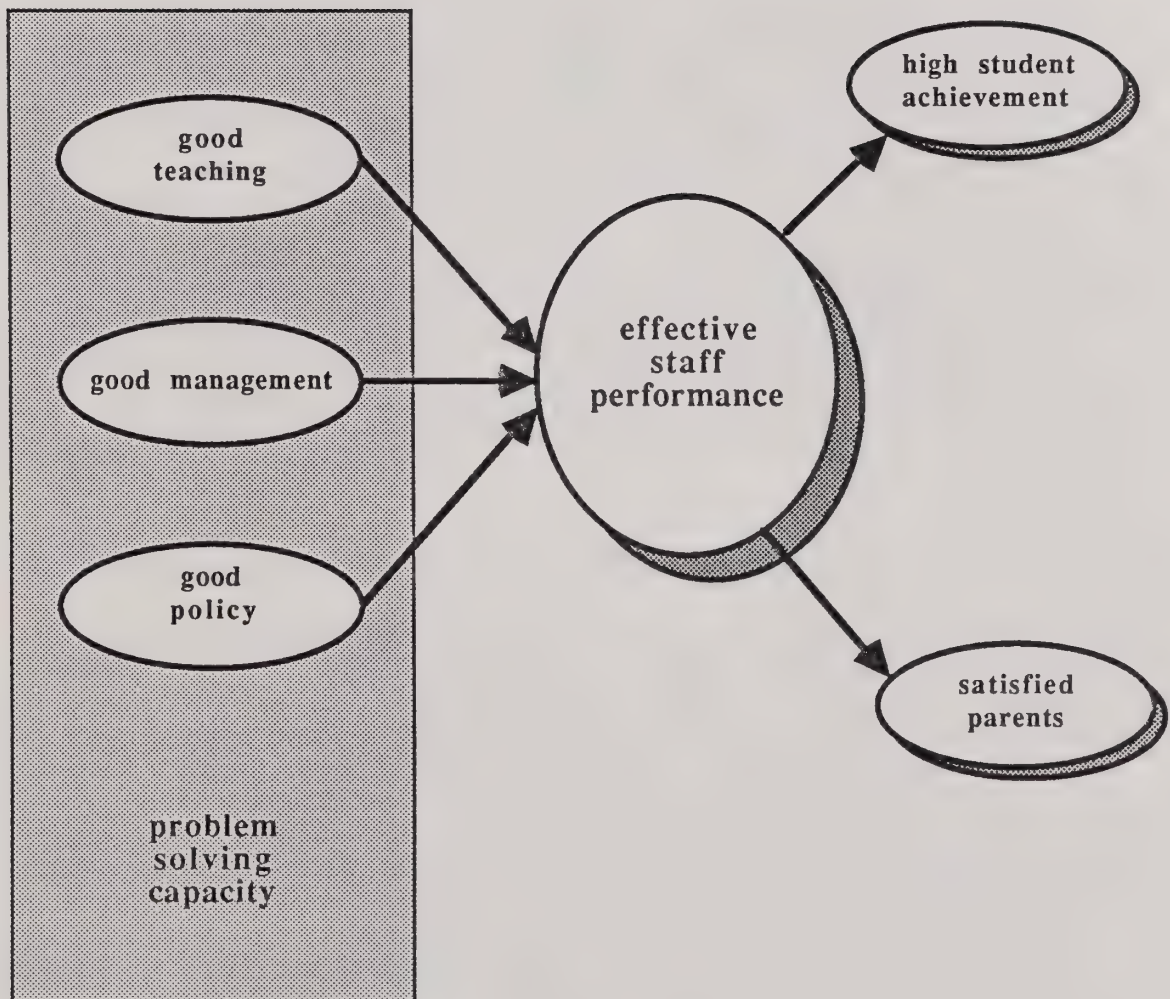 good
teaching
good management
good
policy
problem
solving
capacity
effective
staff
performance
high student
achievement
satisfied
parents